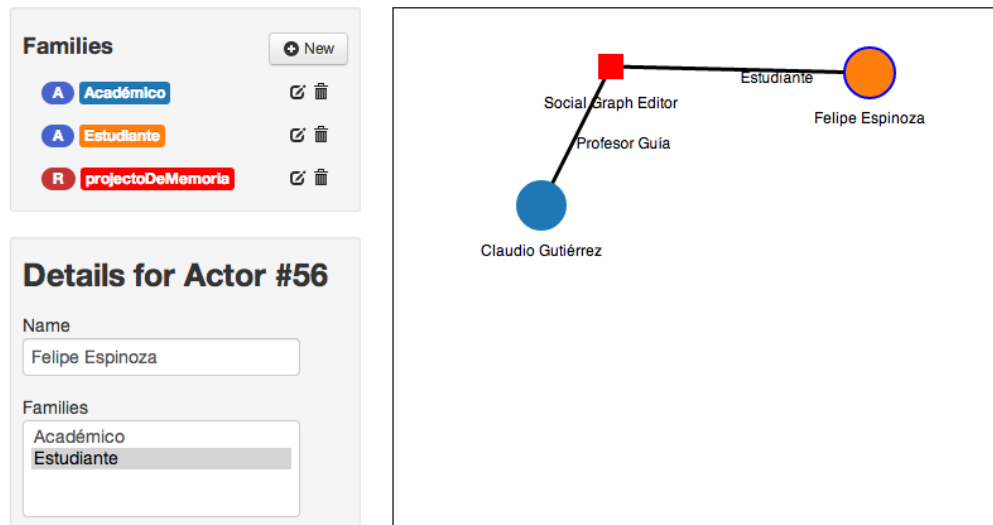 Families
New
A Académico
A Estudiante
R projectoDeMemoria
Details for Actor #56
Name
Felipe Espinoza
Families
Académico
Estudiante
Estudiante
Social Graph Editor
Felipe Espinoza
Profesor Guía
Claudio Gutiérrez